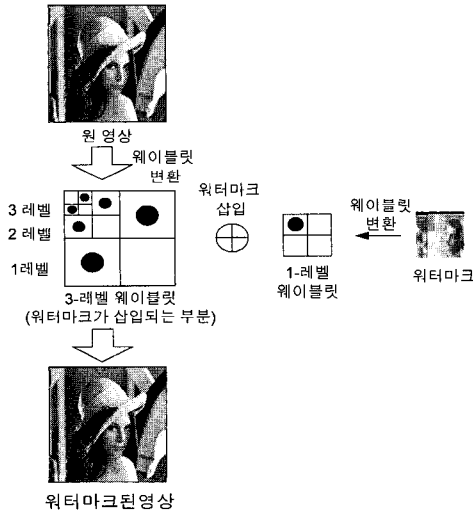 원 영상
웨이블릿
변환
3 레벨
2 레벨
1레벨
워터마크
삽입
웨이블릿
변환
1-레벨
웨이블릿
워터마크
3-레벨 웨이블릿
(워터마크가 삽입되는 부분)
워터마크된영상